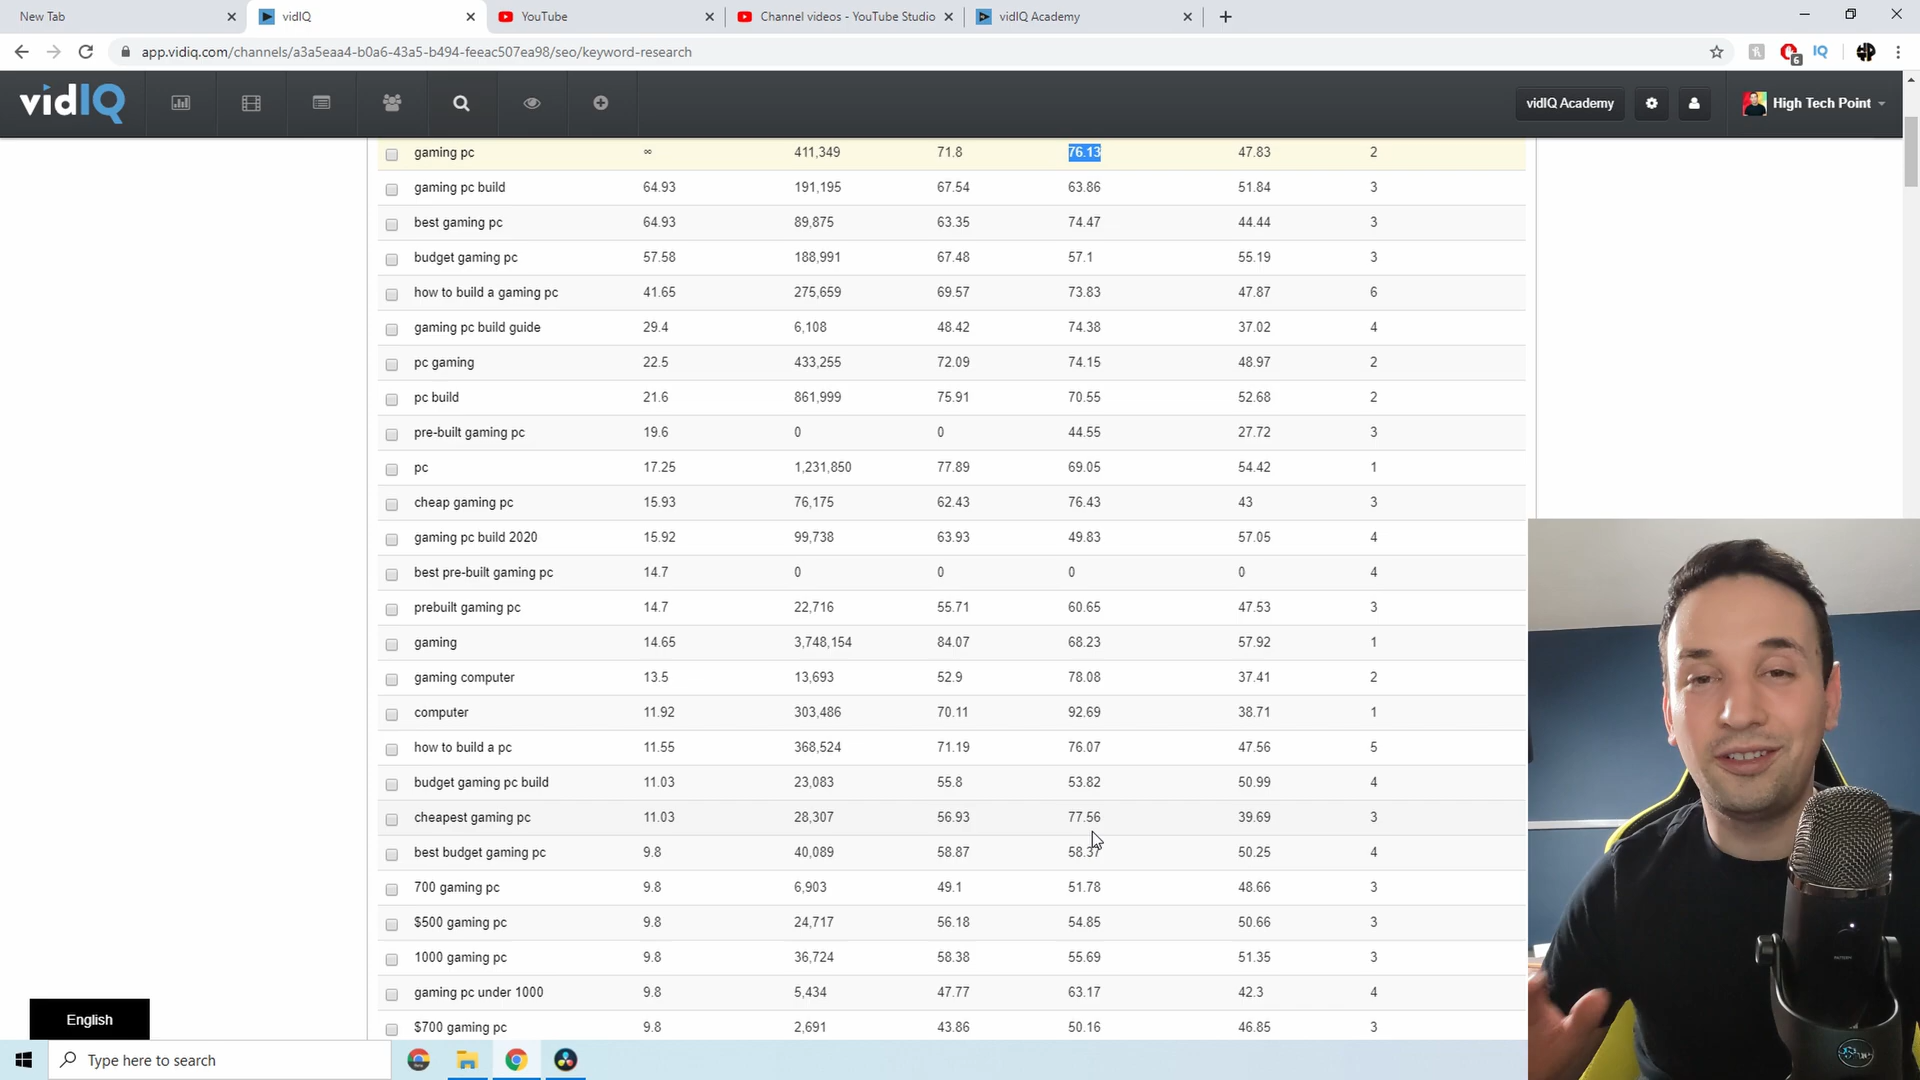 New Tab
vidIQ
YouTube
Channel videos - YouTube Studio
vidIQ Academy
app.vidiq.com/channels/a3a5eaa4-b0a6-43a5-b494-feeac507ea98/seo/keyword-research
IQ
6
vidIQ
vidIQ Academy
High Tech Point
gaming pc ∞ 411,349 71.8 76.13 47.83 2
gaming pc build 64.93 191,195 67.54 63.86 51.84 3
best gaming pc 64.93 89,875 63.35 74.47 44.44 3
budget gaming pc 57.58 188,991 67.48 57.1 55.19 3
how to build a gaming pc 41.65 275,659 69.57 73.83 47.87 6
gaming pc build guide 29.4 6,108 48.42 74.38 37.02 4
pc gaming 22.5 433,255 72.09 74.15 48.97 2
pc build 21.6 861,999 75.91 70.55 52.68 2
pre-built gaming pc 19.6 0 0 44.55 27.72 3
pc 17.25 1,231,850 77.89 69.05 54.42 1
cheap gaming pc 15.93 76,175 62.43 76.43 43 3
gaming pc build 2020 15.92 99,738 63.93 49.83 57.05 4
best pre-built gaming pc 14.7 0 0 0 0 4
prebuilt gaming pc 14.7 22,716 55.71 60.65 47.53 3
gaming 14.65 3,748,154 84.07 68.23 57.92 1
gaming computer 13.5 13,693 52.9 78.08 37.41 2
computer 11.92 303,486 70.11 92.69 38.71 1
how to build a pc 11.55 368,524 71.19 76.07 47.56 5
budget gaming pc build 11.03 23,083 55.8 53.82 50.99 4
cheapest gaming pc 11.03 28,307 56.93 77.56 39.69 3
best budget gaming pc 9.8 40,089 58.87 58.37 50.25 4
700 gaming pc 9.8 6,903 49.1 51.78 48.66 3
$500 gaming pc 9.8 24,717 56.18 54.85 50.66 3
1000 gaming pc 9.8 36,724 58.38 55.69 51.35 3
gaming pc under 1000 9.8 5,434 47.77 63.17 42.3 4
$700 gaming pc 9.8 2,691 43.86 50.16 46.85 3
English
Type here to search